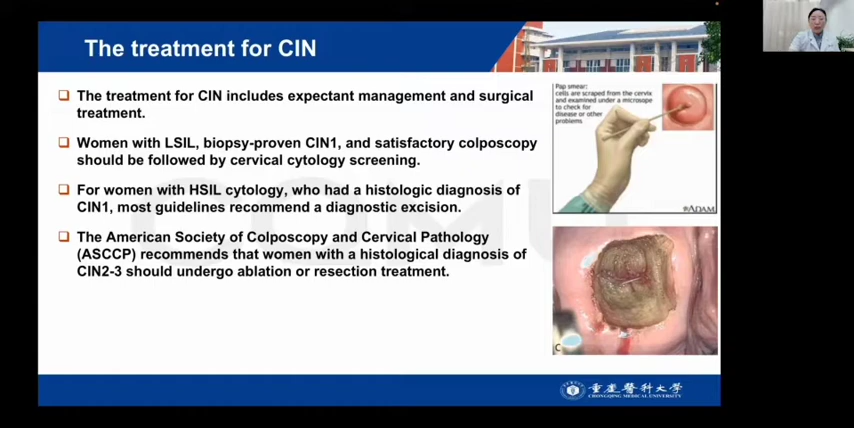 The treatment for CIN
The treatment for CIN includes expectant management and surgical
treatment.
Women with LSIL, biopsy-proven CIN1, and satisfactory colposcopy
should be followed by cervical cytology screening.
For women with HSIL cytology, who had a histologic diagnosis of
CIN1, most guidelines recommend a diagnostic excision.
The American Society of Colposcopy and Cervical Pathology
(ASCCP) recommends that women with a histological diagnosis of
CIN2-3 should undergo ablation or resection treatment.
Pap smear:
cells are scraped from the cervix
and examined under a microscope
to check for
disease or other
problems
ADAM
C
重慶醫科大學
CHONGQING MEDICAL UNIVERSITY